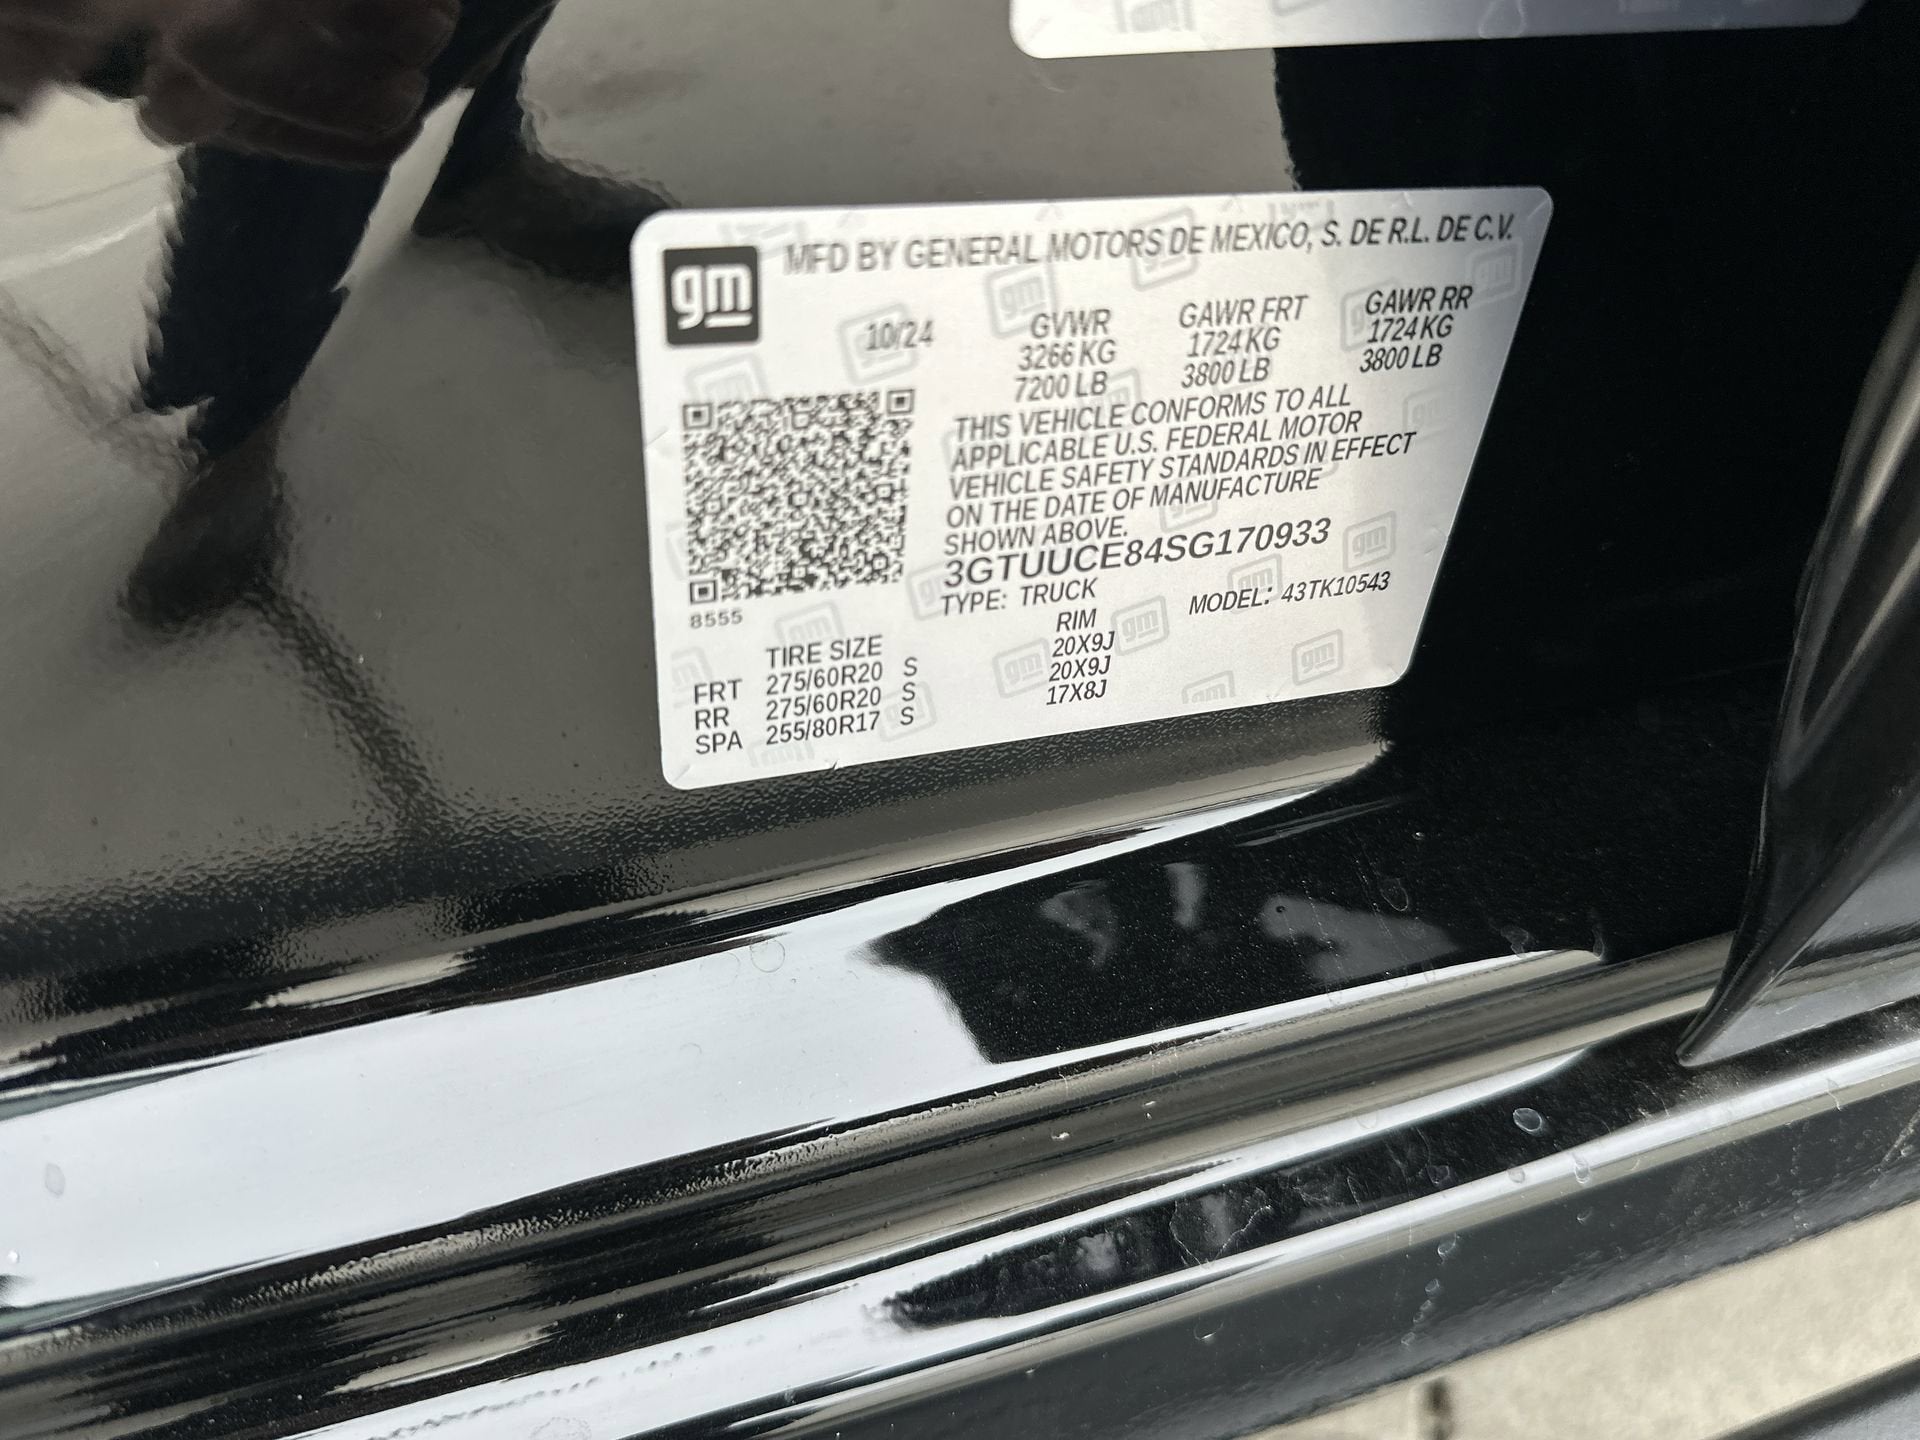 gm
MFD BY GENERAL MOTORS DE MEXICO, S. DE R.L. DE C.V.
10/24
GVWR GAWR FRT GAWR RR
3266 KG 1724 KG 1724 KG
7200 LB 3800 LB 3800 LB
THIS VEHICLE CONFORMS TO ALL
APPLICABLE U.S. FEDERAL MOTOR
VEHICLE SAFETY STANDARDS IN EFFECT
ON THE DATE OF MANUFACTURE
SHOWN ABOVE.
3GTUUCE84SG170933
TYPE: TRUCK MODEL: 43TK10543
8555
TIRE SIZE RIM
FRT 275/60R20 S 20X9J
RR 275/60R20 S 20X9J
SPA 255/80R17 S 17X8J